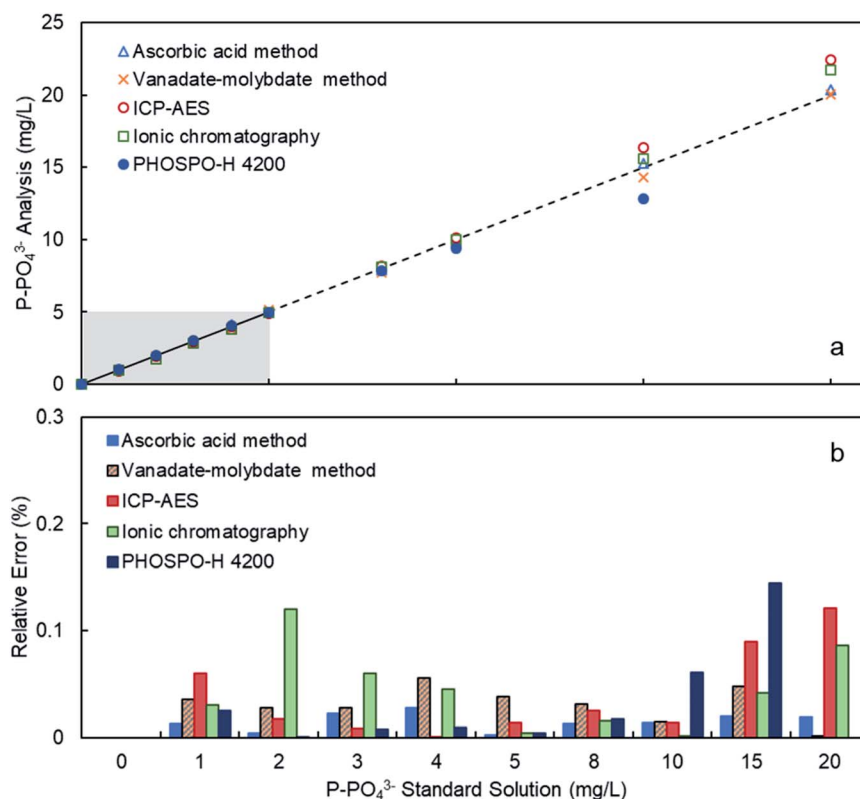 25
20
15
10
5
0
P-PO₄³⁻ Analysis (mg/L)
Ascorbic acid method
Vanadate-molybdate method
ICP-AES
Ionic chromatography
PHOSPO-H 4200
a
0.3
0.2
0.1
0
Relative Error (%)
Ascorbic acid method
Vanadate-molybdate method
ICP-AES
Ionic chromatography
PHOSPO-H 4200
b
0 1 2 3 4 5 8 10 15 20
P-PO₄³⁻ Standard Solution (mg/L)